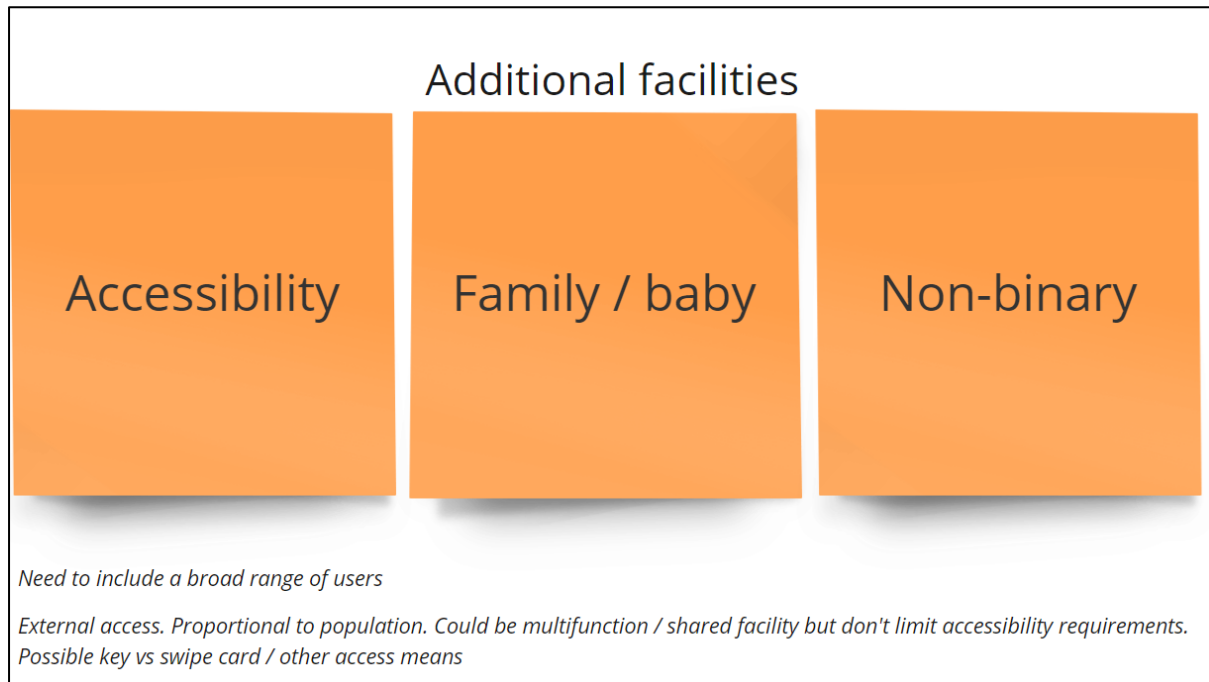 Additional facilities
Accessibility
Family / baby
Non-binary
Need to include a broad range of users
External access. Proportional to population. Could be multifunction / shared facility but don't limit accessibility requirements.
Possible key vs swipe card / other access means